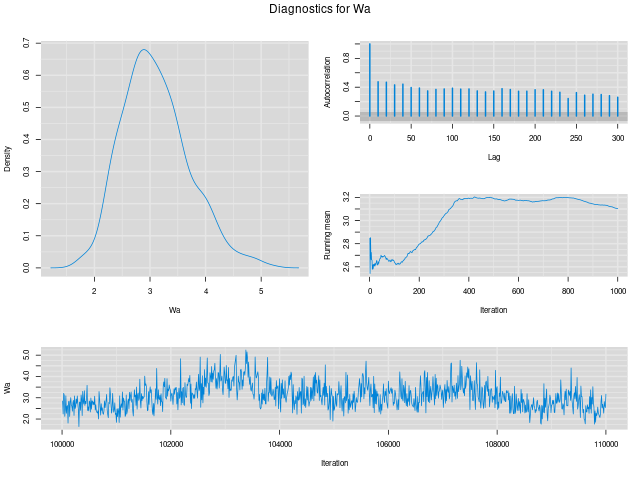 Diagnostics for Wa
Density
0.0 0.1 0.2 0.3 0.4 0.5 0.6 0.7
2 3 4 5
Wa
Autocorrelation
0.0 0.4 0.8
0 50 100 150 200 250 300
Lag
Running mean
2.6 2.8 3.0 3.2
0 200 400 600 800 1000
Iteration
Wa
2.0 3.0 4.0 5.0
100000 102000 104000 106000 108000 110000
Iteration